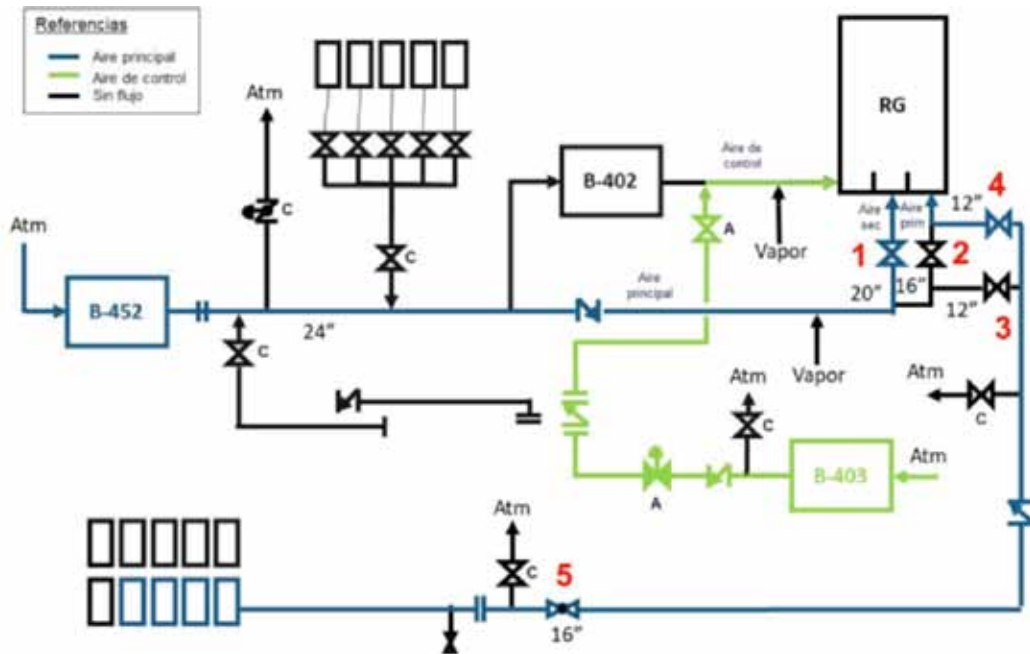 Referencias
Aire principal
Aire de control
Sin flujo
Atm
C
C
B-402
Aire de
control
RG
Aire
sec
Aire
prim
12”
4
A
Vapor
1
2
Atm
B-452
24”
Aire
principal
20”
16”
12”
3
C
Vapor
Atm
C
Atm
C
B-403
Atm
A
Atm
C
5
16”